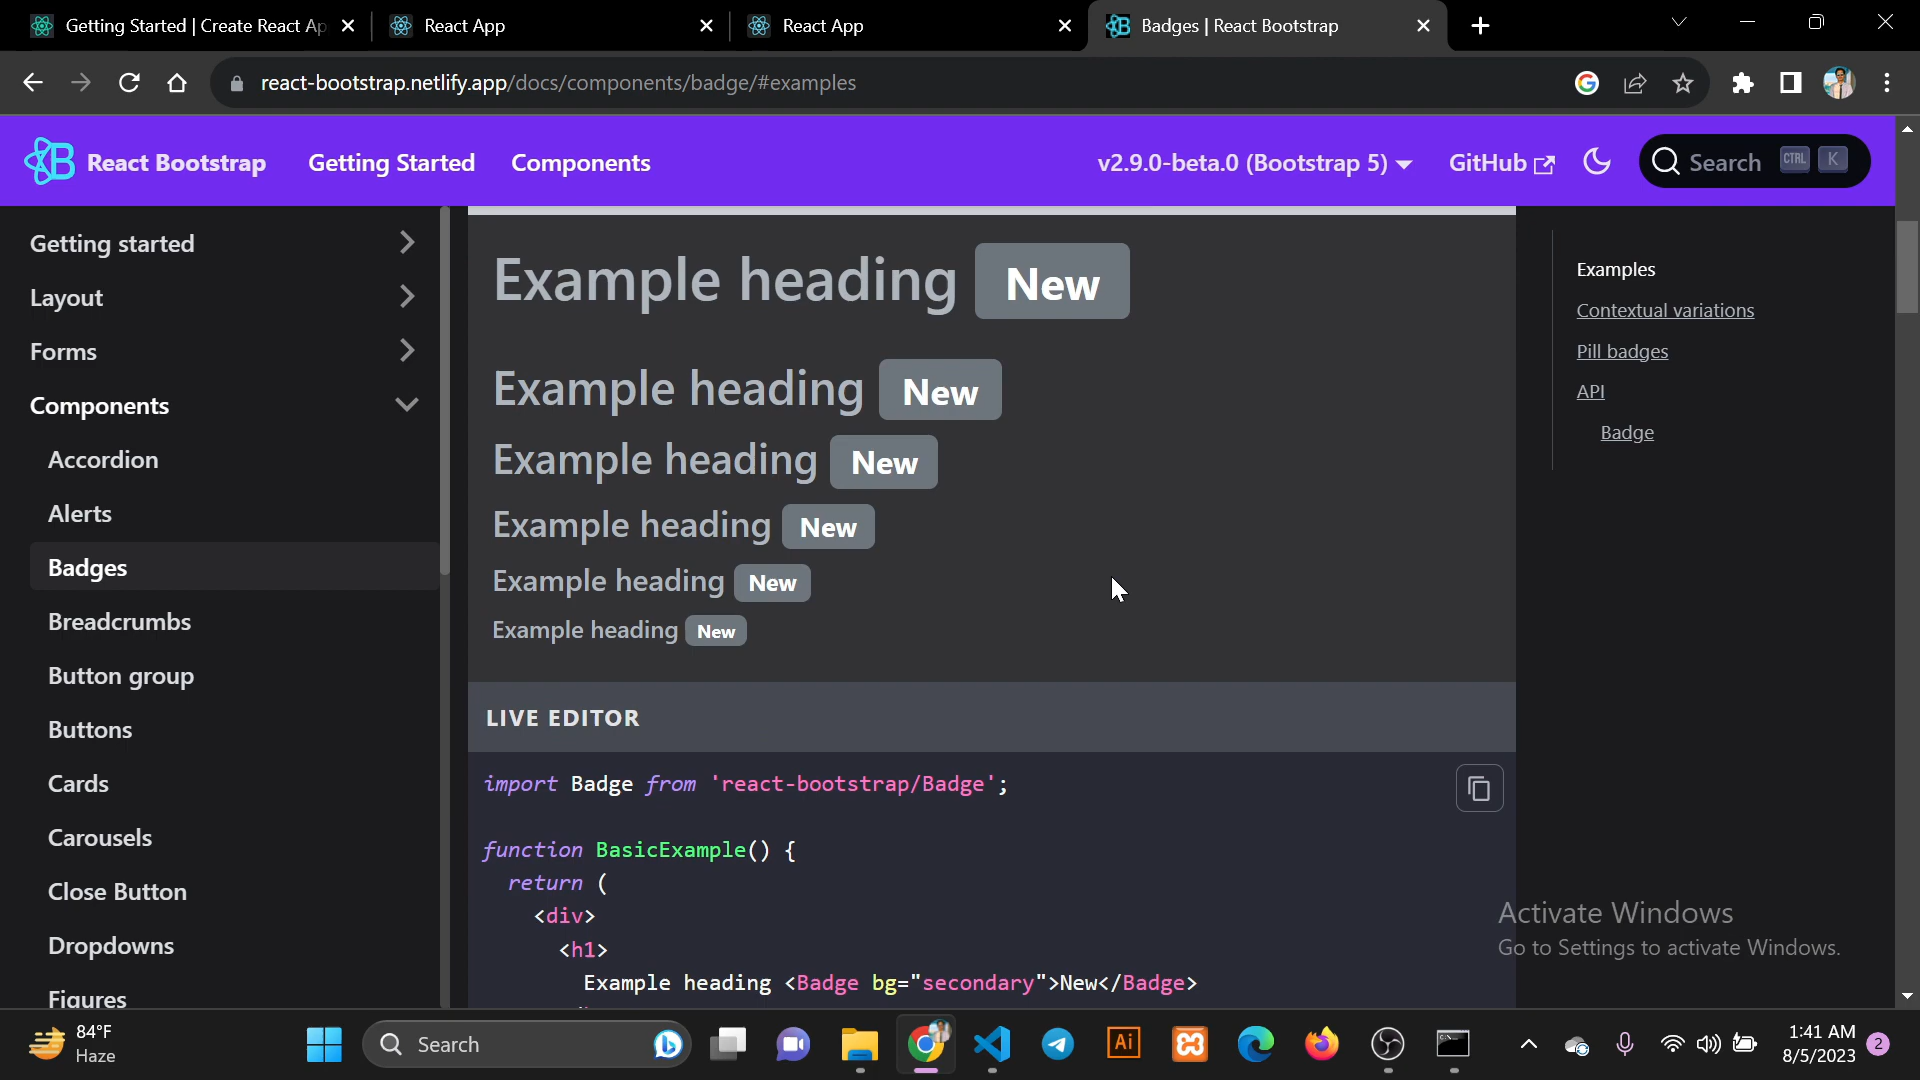 Getting Started | Create React Ap
React App
React App
Badges | React Bootstrap
react-bootstrap.netlify.app/docs/components/badge/#examples
React Bootstrap
Getting Started
Components
v2.9.0-beta.0 (Bootstrap 5)
GitHub
Search
CTRL
K
Getting started
Layout
Forms
Components
Accordion
Alerts
Badges
Breadcrumbs
Button group
Buttons
Cards
Carousels
Close Button
Dropdowns
Figures
Example heading New
Example heading New
Example heading New
Example heading New
Example heading New
Example heading New
LIVE EDITOR
import Badge from 'react-bootstrap/Badge';
function BasicExample() {
return (
<div>
<h1>
Example heading <Badge bg="secondary">New</Badge>
Examples
Contextual variations
Pill badges
API
Badge
Activate Windows
Go to Settings to activate Windows.
84°F
Haze
Search
Ai
1:41 AM
8/5/2023
2